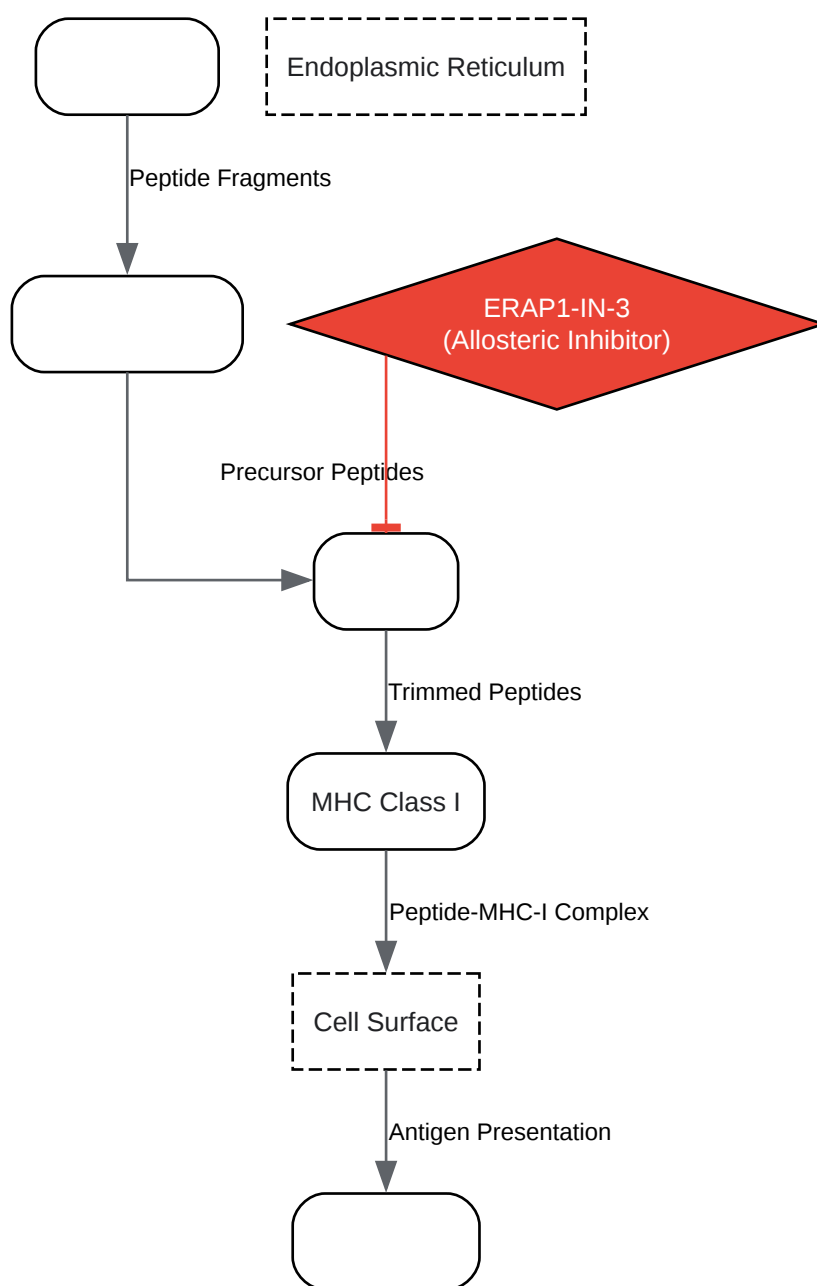 Endoplasmic Reticulum
Peptide Fragments
ERAP1-IN-3
(Allosteric Inhibitor)
Precursor Peptides
Trimmed Peptides
MHC Class I
Peptide-MHC-I Complex
Cell Surface
Antigen Presentation